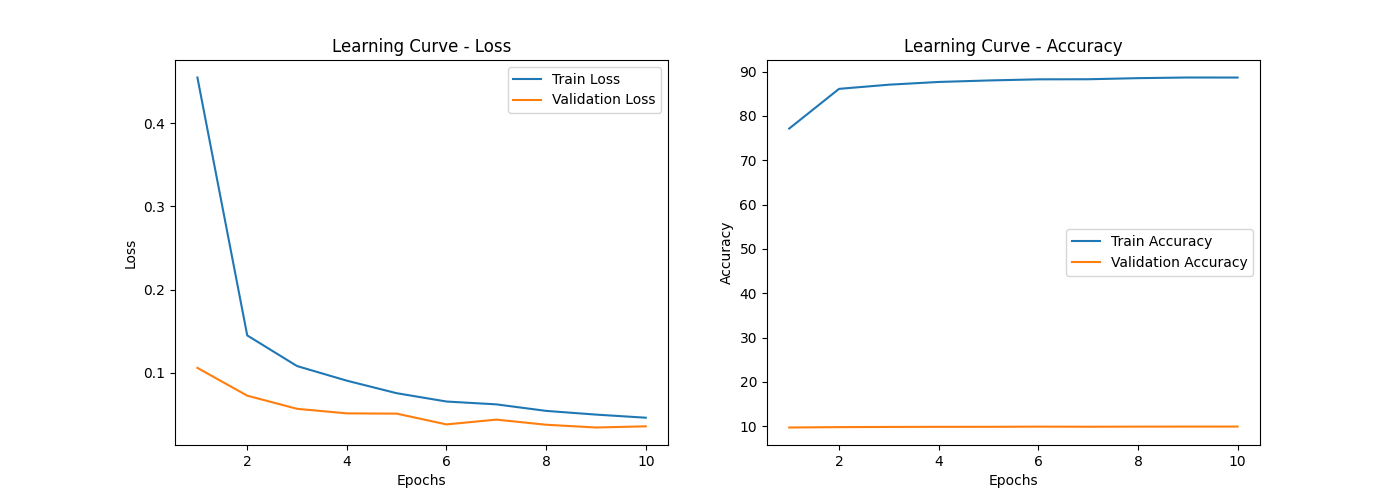 Learning Curve - Loss
Train Loss
Validation Loss
0.4
0.3
0.2
0.1
Loss
2 4 6 8 10
Epochs
Learning Curve - Accuracy
90
80
70
60
50
40
30
20
10
Accuracy
Train Accuracy
Validation Accuracy
2 4 6 8 10
Epochs